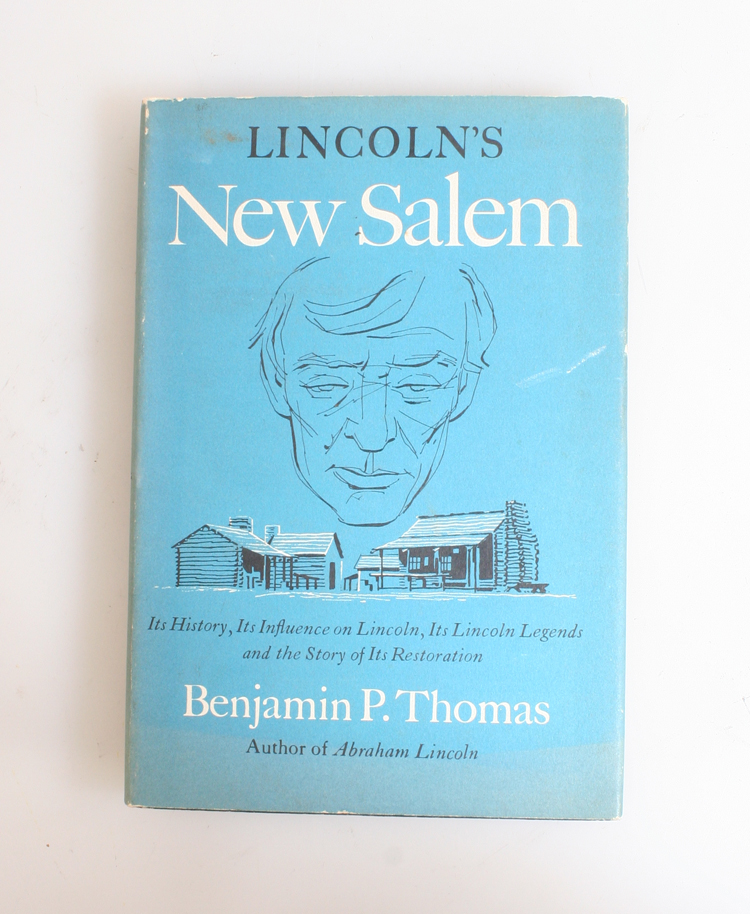 LINCOLN'S
New Salem
Its History, Its Influence on Lincoln, Its Lincoln Legends
and the Story of Its Restoration
Benjamin P. Thomas
Author of Abraham Lincoln